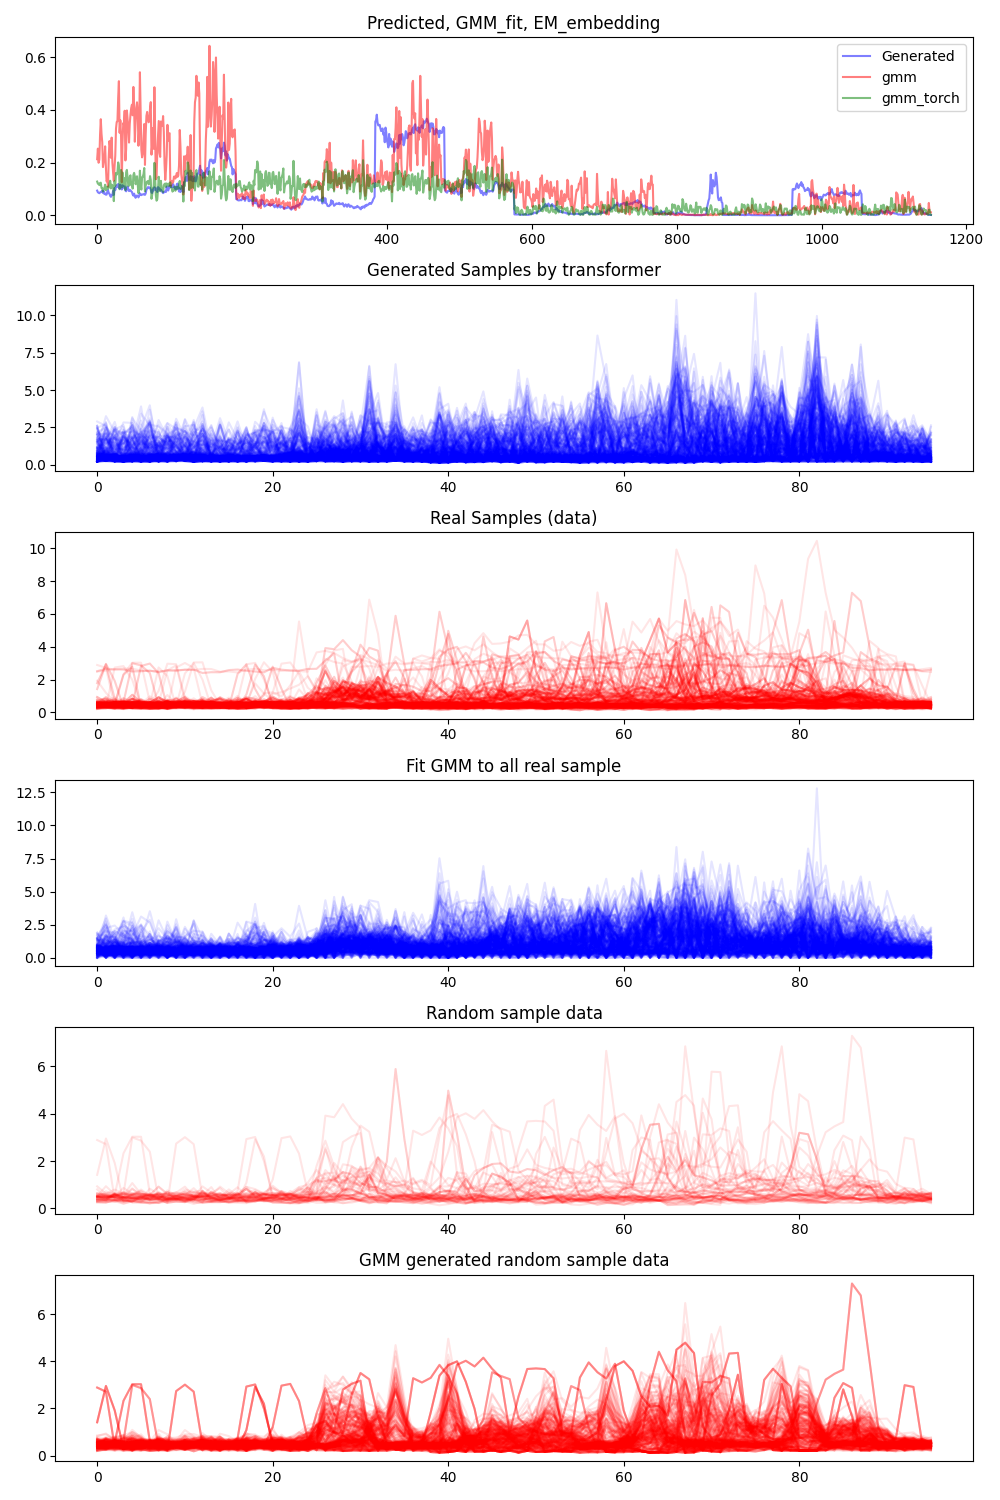 Predicted, GMM_fit, EM_embedding
0.6
0.4
0.2
0.0
Generated
gmm
gmm_torch
0 200 400 600 800 1000 1200
Generated Samples by transformer
10.0
7.5
5.0
2.5
0.0
0 20 40 60 80
Real Samples (data)
10
8
6
4
2
0
0 20 40 60 80
Fit GMM to all real sample
12.5
10.0
7.5
5.0
2.5
0.0
0 20 40 60 80
Random sample data
6
4
2
0
0 20 40 60 80
GMM generated random sample data
6
4
2
0
0 20 40 60 80